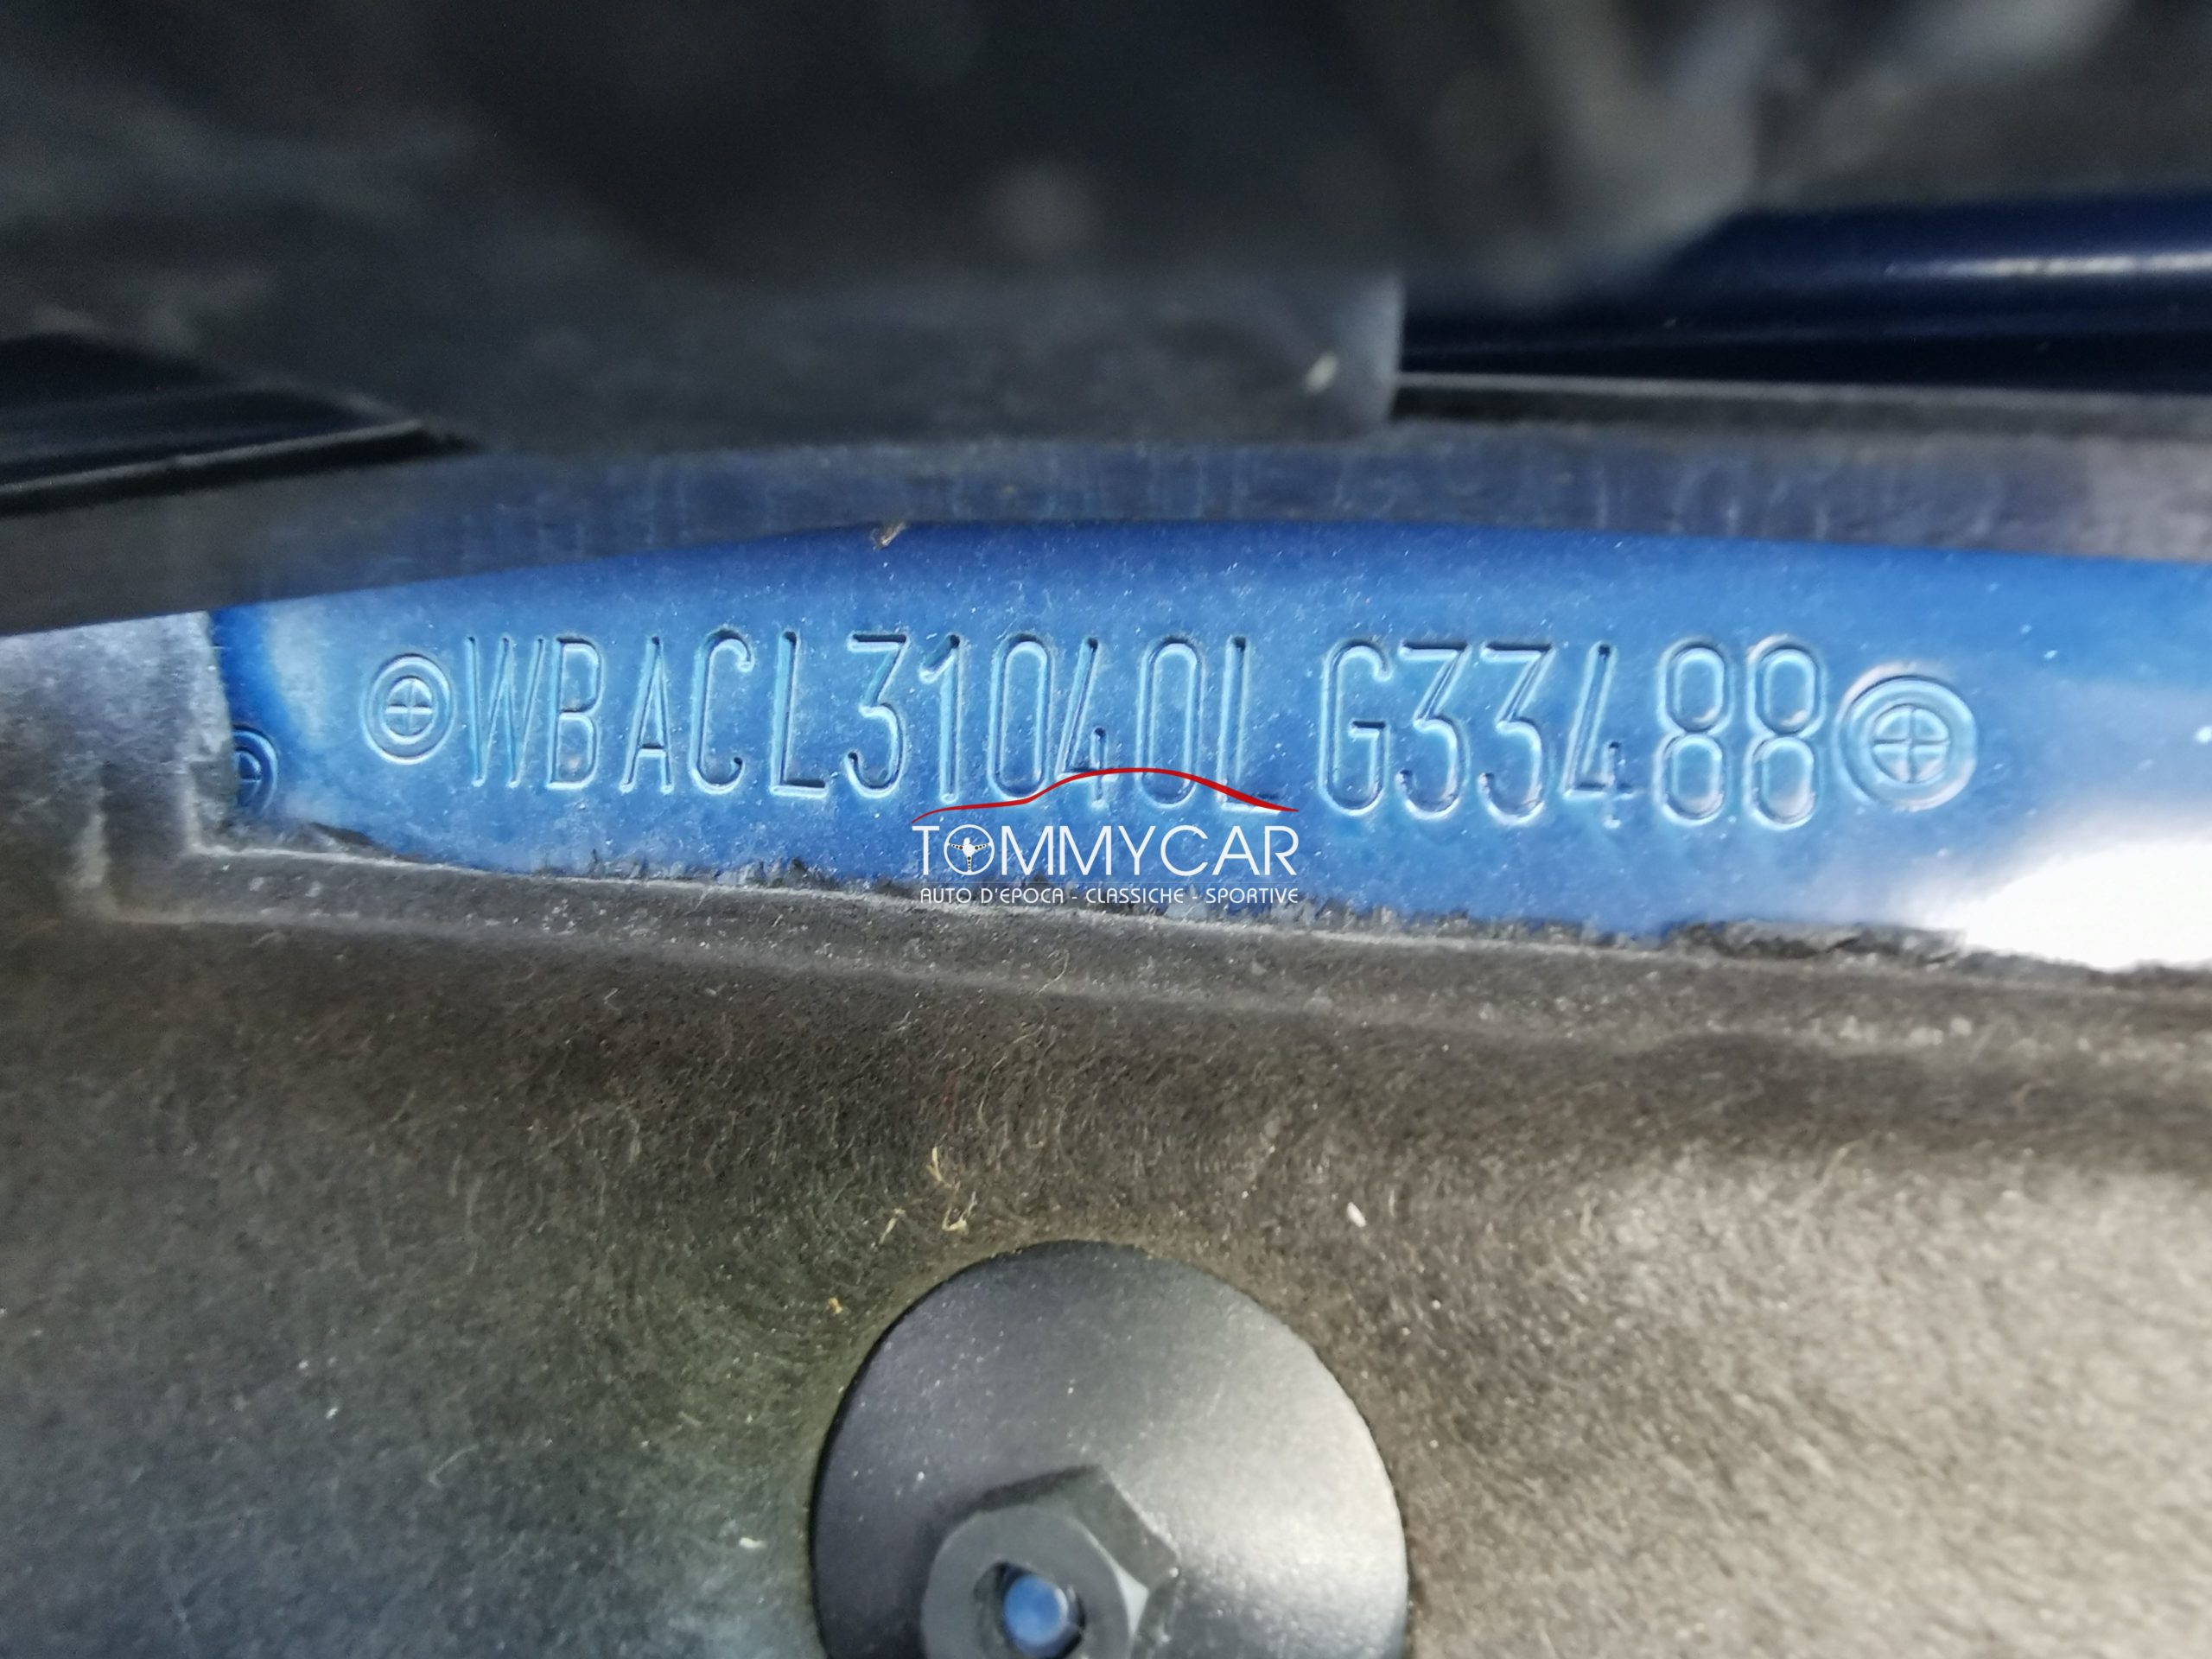 WBACL31040LG33488
TOMMYCAR
AUTO D'EPOCA - CLASSICHE - SPORTIVE